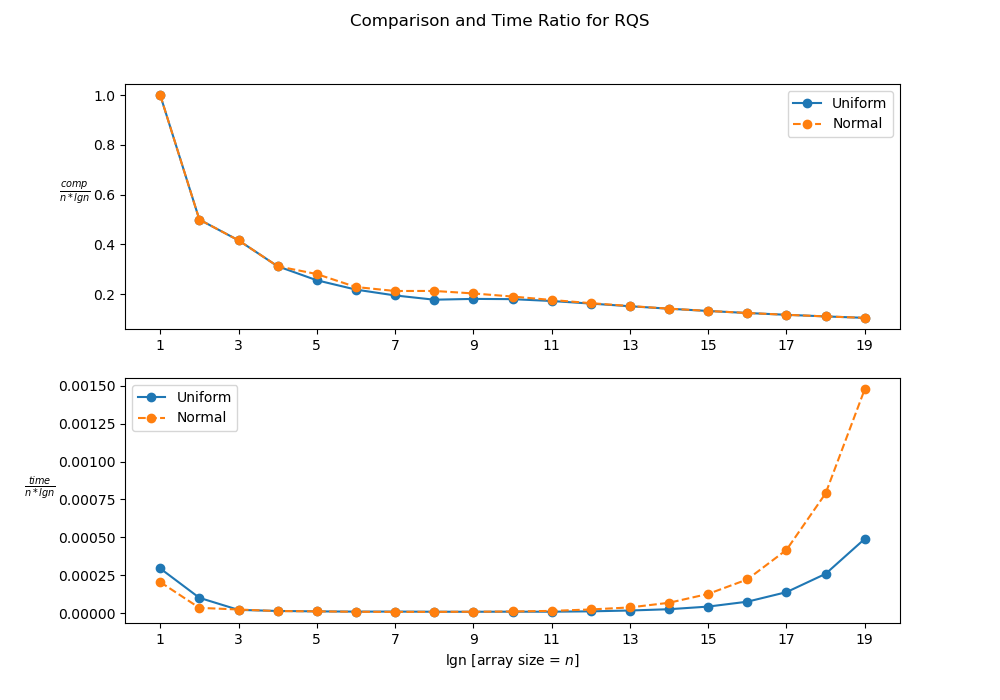 Comparison and Time Ratio for RQS
1.0
0.8
0.6
0.4
0.2
comp
n * lgn
Uniform
Normal
1 3 5 7 9 11 13 15 17 19
0.00150
0.00125
0.00100
0.00075
0.00050
0.00025
0.00000
time
n * lgn
Uniform
Normal
1 3 5 7 9 11 13 15 17 19
lgn [array size = n]